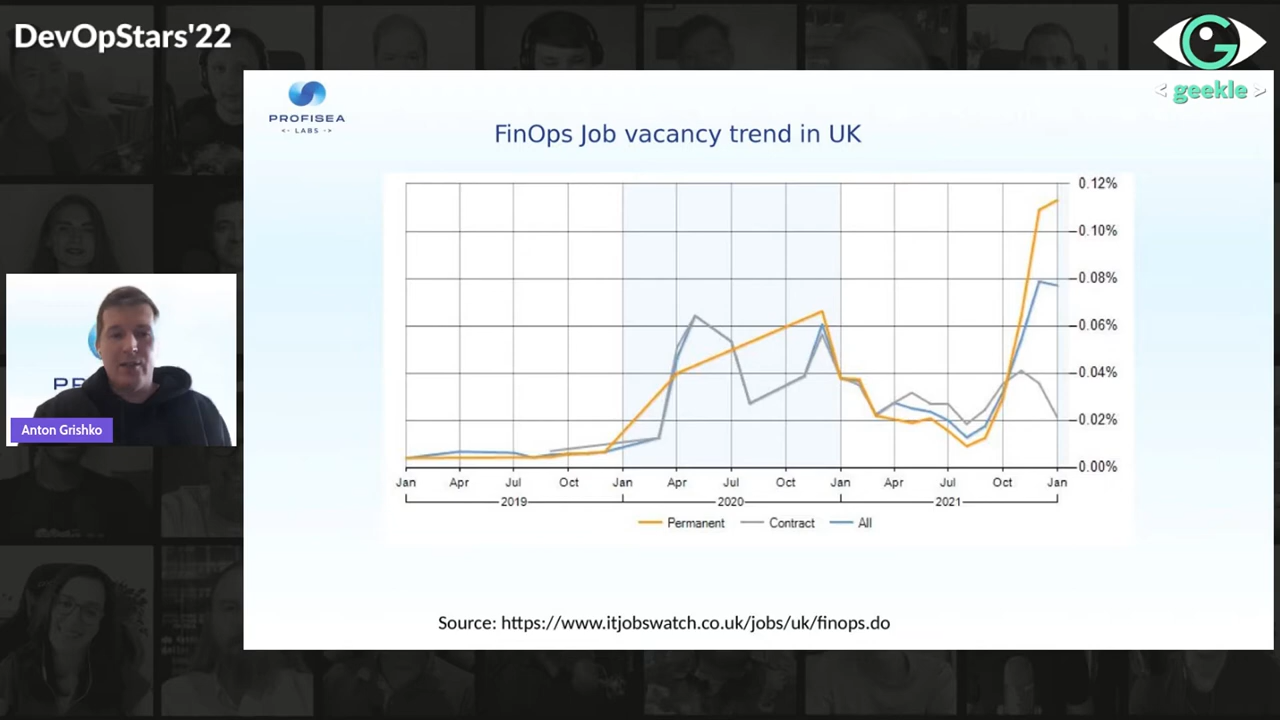 DevOpStars'22
< geekle >
PROFISEA
<- LABS ->
FinOps Job vacancy trend in UK
0.12%
0.10%
0.08%
0.06%
0.04%
0.02%
0.00%
Jan Apr Jul Oct Jan Apr Jul Oct Jan Apr Jul Oct Jan
2019 2020 2021
Permanent Contract All
Anton Grishko
Source: https://www.itjobswatch.co.uk/jobs/uk/finops.do